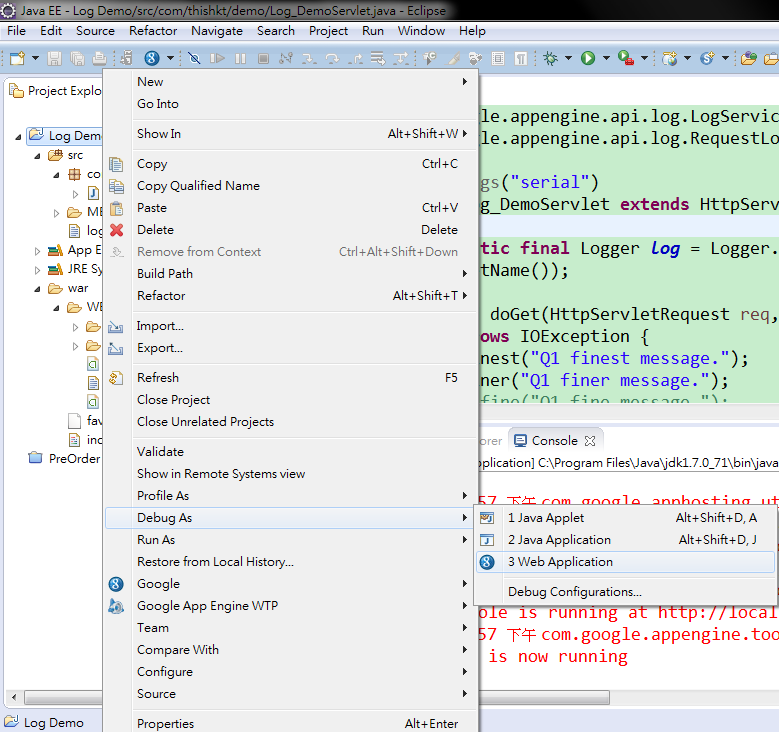 Java EE - Log Demo/src/com/thishkt/demo/Log_DemoServlet.java - Eclipse
File Edit Source Refactor Navigate Search Project Run Window Help
Project Explo
Log Dem
src
co
J
ME
log
App E
JRE Sy
war
WE
fav
inc
PreOrder
New
Go Into
Show In Alt+Shift+W
Copy Ctrl+C
Copy Qualified Name
Paste Ctrl+V
Delete Delete
Remove from Context Ctrl+Alt+Shift+Down
Build Path
Refactor Alt+Shift+T
Import...
Export...
Refresh F5
Close Project
Close Unrelated Projects
Validate
Show in Remote Systems view
Profile As
Debug As
Run As
Restore from Local History...
Google
Google App Engine WTP
Team
Compare With
Configure
Source
Properties Alt+Enter
1 Java Applet Alt+Shift+D, A
2 Java Application Alt+Shift+D, J
3 Web Application
Debug Configurations...
le.appengine.api.log.LogServic
le.appengine.api.log.RequestLo
gs("serial")
g_DemoServlet extends HttpServ
tic final Logger log = Logger.
tName());
doGet(HttpServletRequest req,
ows IOException {
nest("Q1 finest message.");
ner("Q1 finer message.");
fine("Q1 fine message.");
orer Console
pplication] C:\Program Files\Java\jdk1.7.0_71\bin\java
57 下午 com.google.apphosting.ut
ole is running at http://local
57 下午 com.google.appengine.too
is now running
Log Demo